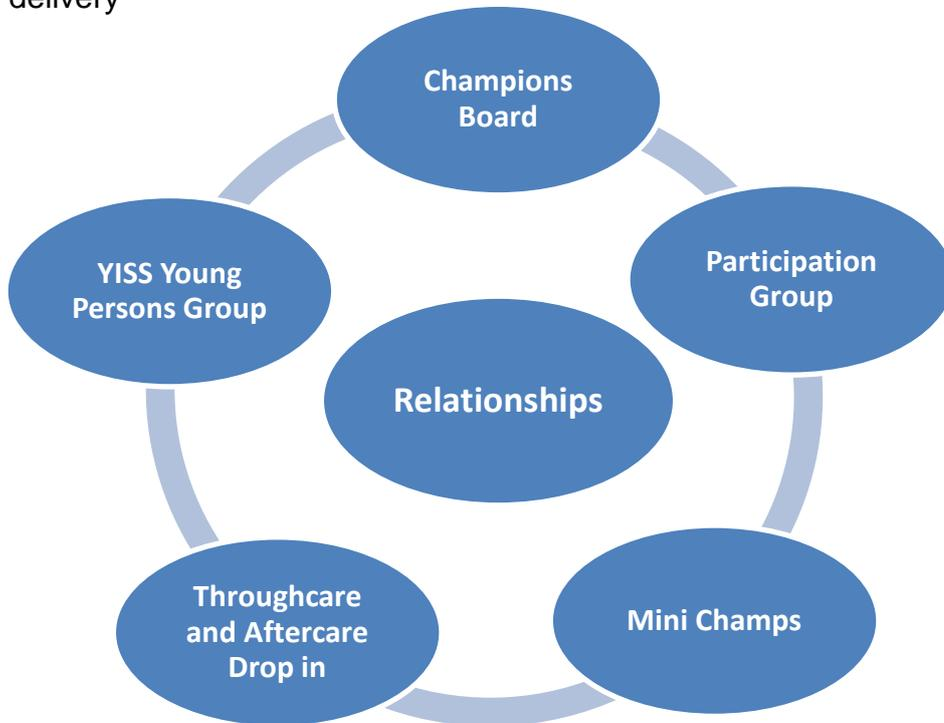 delivery
Champions
Board
Participation
Group
YISS Young
Persons Group
Relationships
Mini Champs
Throughcare
and Aftercare
Drop in